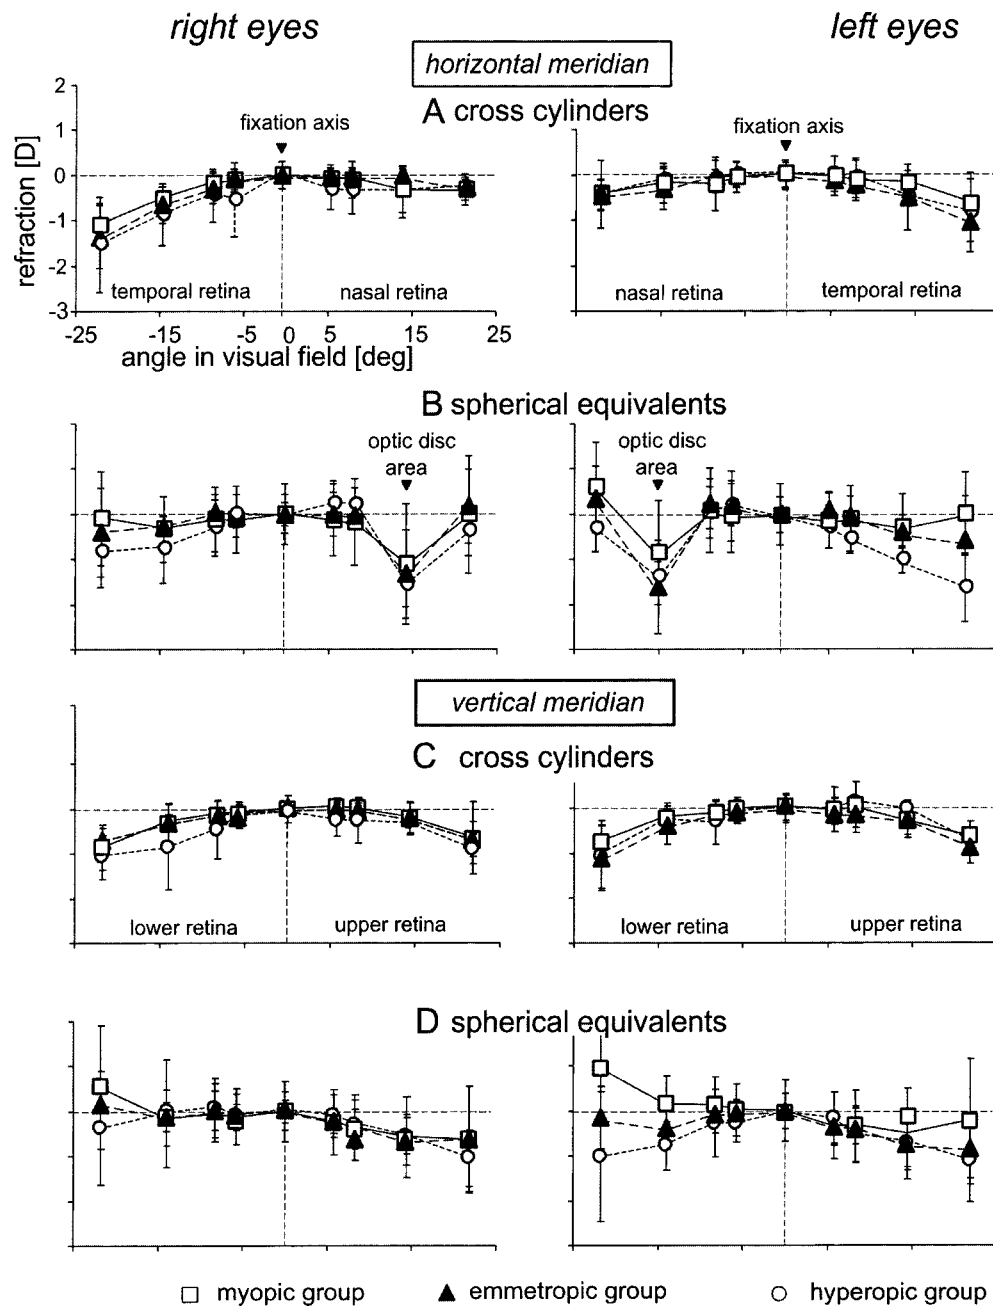 right eyes
left eyes
horizontal meridian
A cross cylinders
fixation axis
fixation axis
refraction [D]
2
1
0
-1
-2
-3
temporal retina
nasal retina
nasal retina
temporal retina
-25
-15
-5
0
5
15
25
angle in visual field [deg]
B spherical equivalents
optic disc
area
optic disc
area
vertical meridian
C cross cylinders
lower retina
upper retina
lower retina
upper retina
D spherical equivalents
myopic group
emmetropic group
hyperopic group